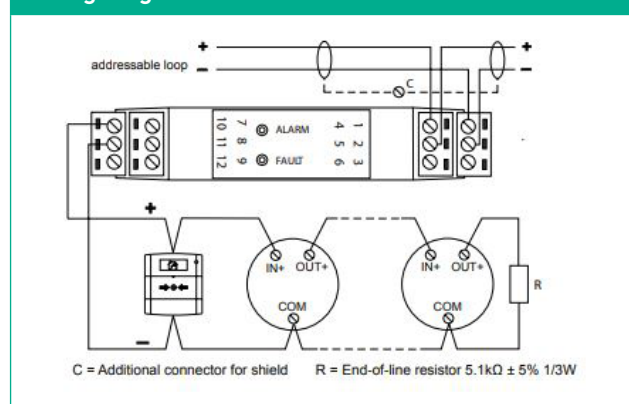 + +
addressable loop − −
C
10 7 ALARM 4 1
11 8 5 2
12 9 FAULT 6 3
+
IN+ OUT+ IN+ OUT+
R
COM COM
−
C = Additional connector for shield R = End-of-line resistor 5.1kΩ ± 5% 1/3W